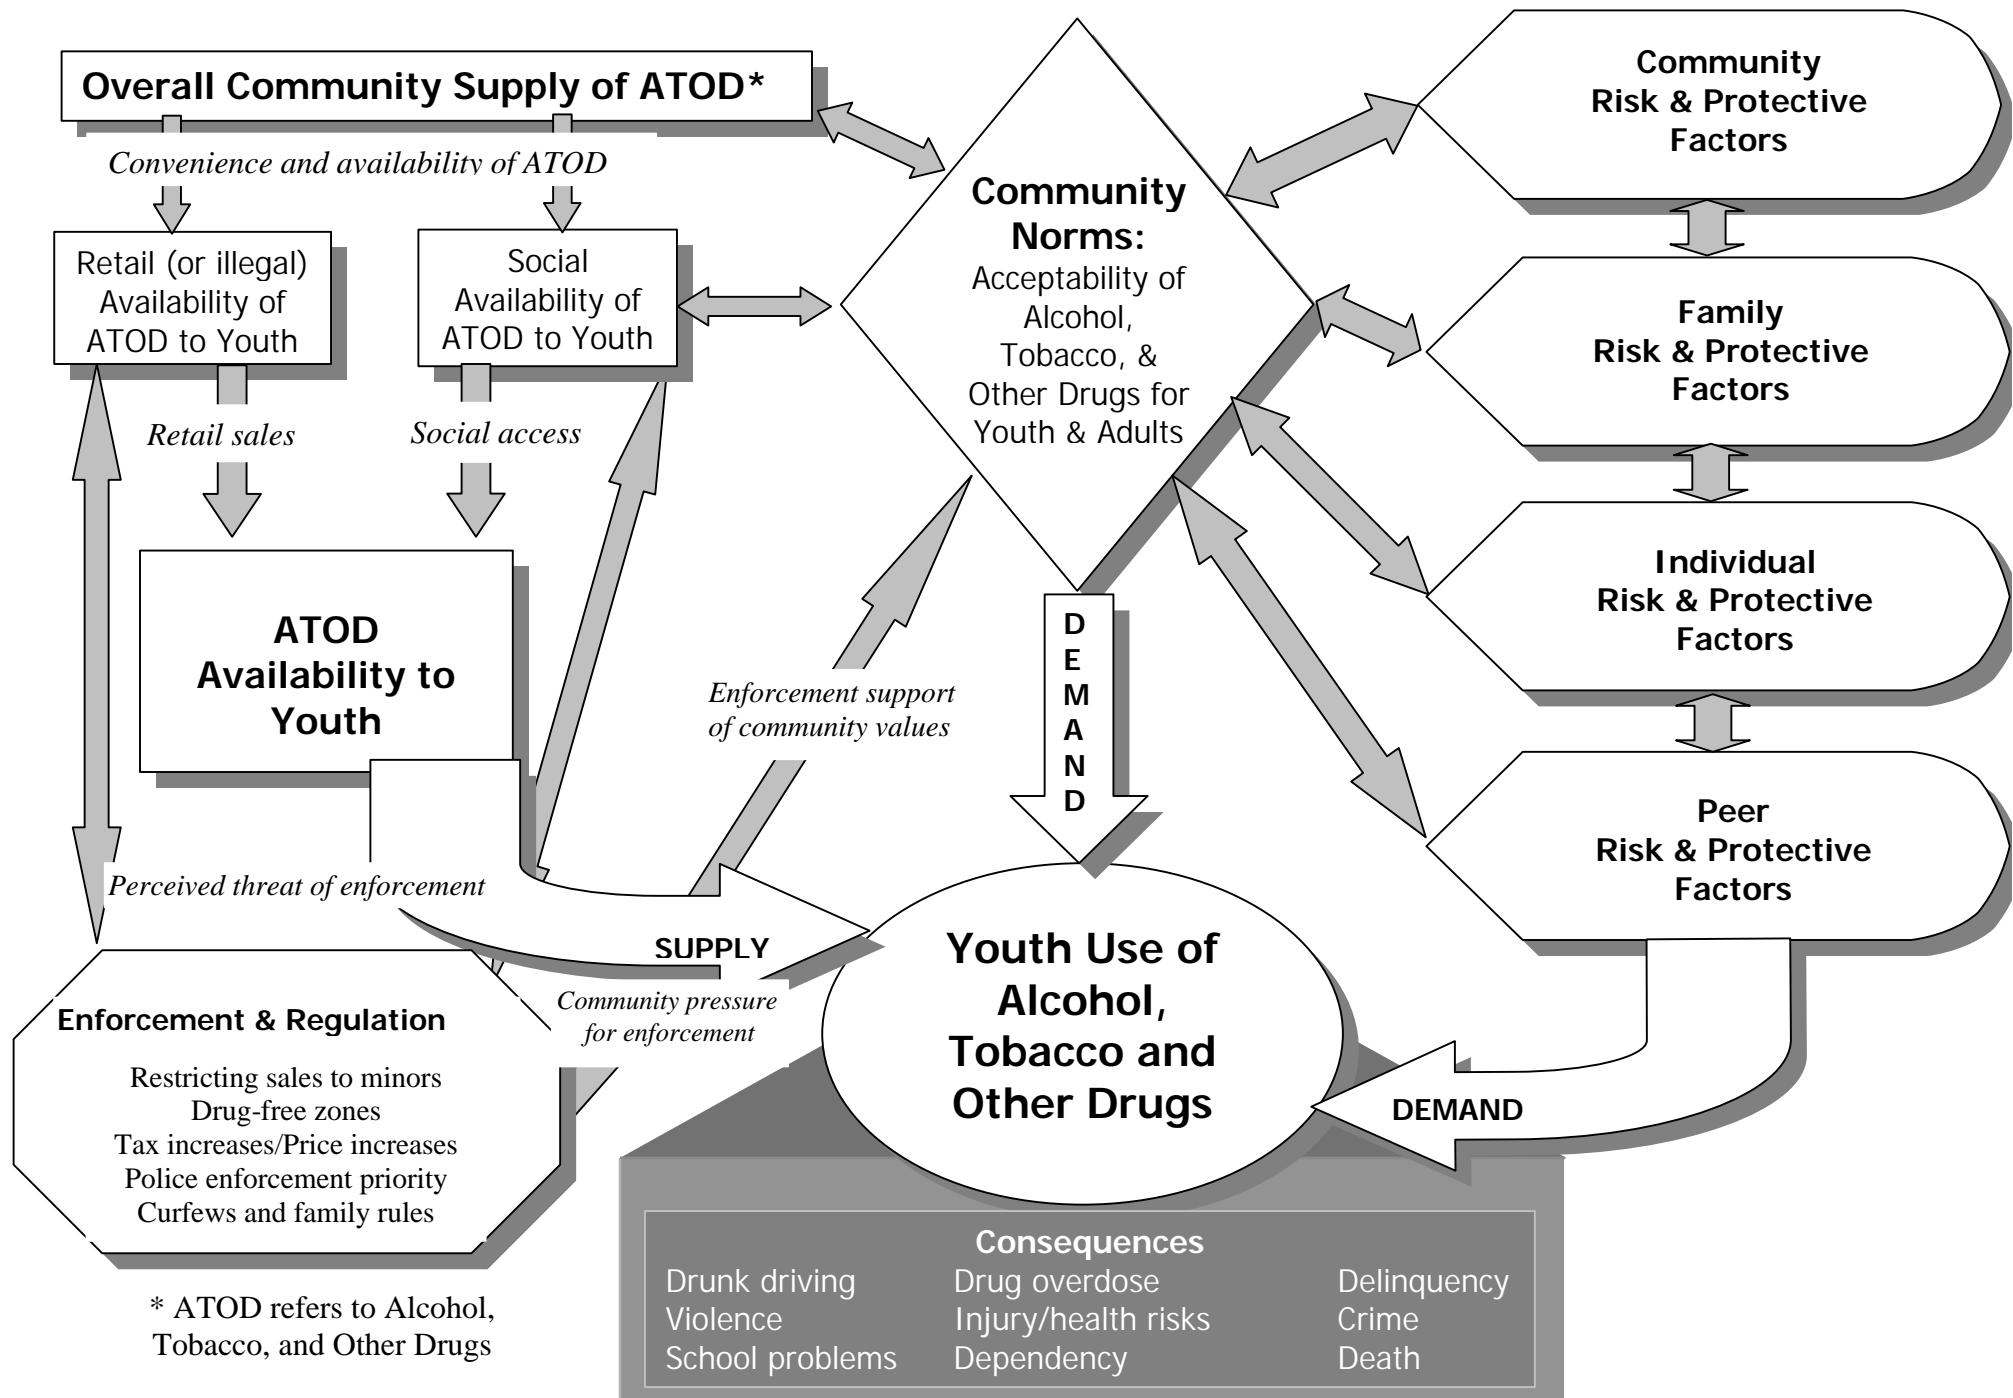 Overall Community Supply of ATOD*
Convenience and availability of ATOD
Retail (or illegal)
Availability of
ATOD to Youth
Social
Availability of
ATOD to Youth
Retail sales
Social access
ATOD
Availability to
Youth
Perceived threat of enforcement
Enforcement & Regulation
Restricting sales to minors
Drug-free zones
Tax increases/Price increases
Police enforcement priority
Curfews and family rules
* ATOD refers to Alcohol,
Tobacco, and Other Drugs
Community
Norms:
Acceptability of
Alcohol,
Tobacco, &
Other Drugs for
Youth & Adults
Enforcement support
of community values
DEMAND
SUPPLY
Community pressure
for enforcement
Youth Use of
Alcohol,
Tobacco and
Other Drugs
Community
Risk & Protective
Factors
Family
Risk & Protective
Factors
Individual
Risk & Protective
Factors
Peer
Risk & Protective
Factors
DEMAND
Consequences
Drunk driving Drug overdose Delinquency
Violence Injury/health risks Crime
School problems Dependency Death